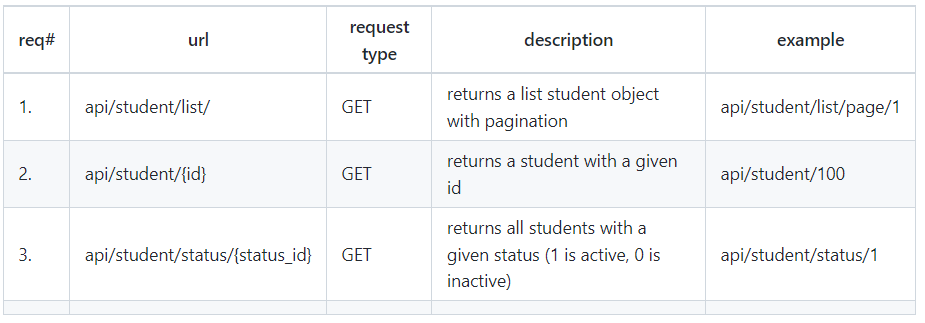 req# url request type description example
1. api/student/list/ GET returns a list student object with pagination api/student/list/page/1
2. api/student/{id} GET returns a student with a given id api/student/100
3. api/student/status/{status_id} GET returns all students with a given status (1 is active, 0 is inactive) api/student/status/1